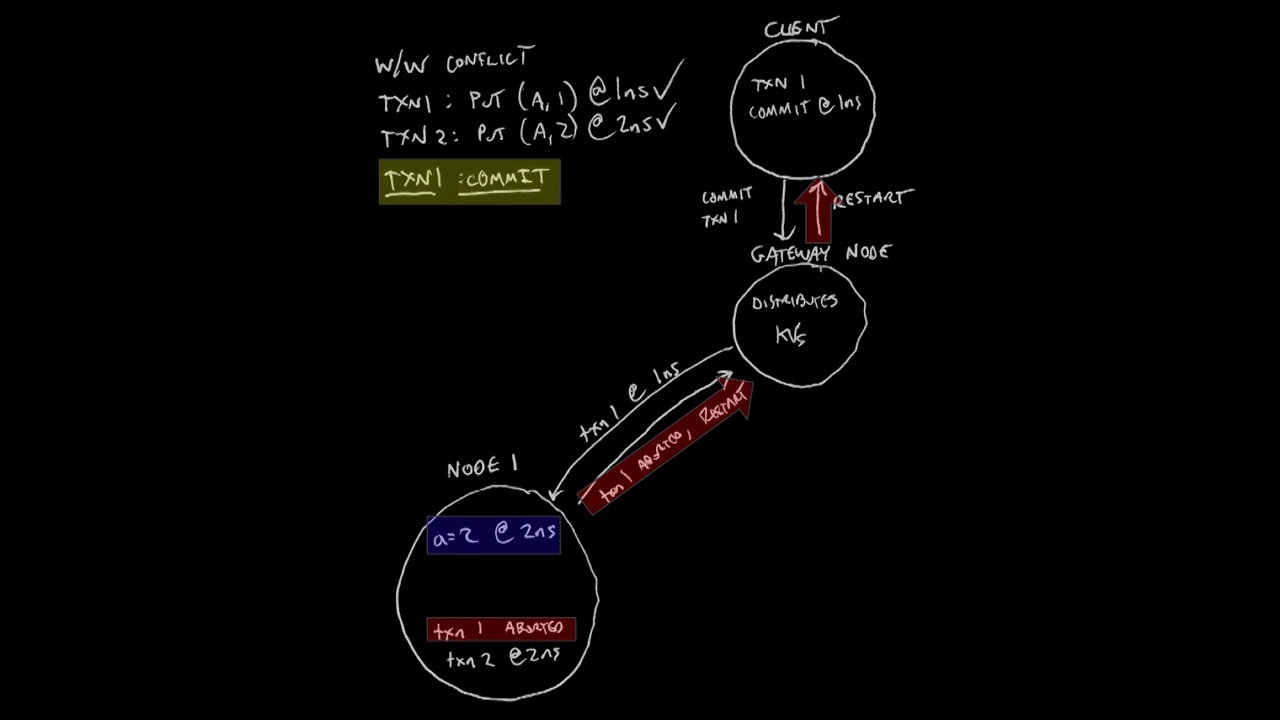 W/W CONFLICT
TXN1: PUT (A,1) @ 1ns ✓
TXN2: PUT (A,2) @ 2ns ✓
TXN1: COMMIT
CLIENT
TXN 1
COMMIT @ 1ns
COMMIT
TXN 1
RESTART
GATEWAY NODE
DISTRIBUTES
KVs
txn 1 @ 1ns
txn 1 ABORTED, RESTART
NODE 1
a=2 @ 2ns
txn 1 ABORTED
txn 2 @ 2ns